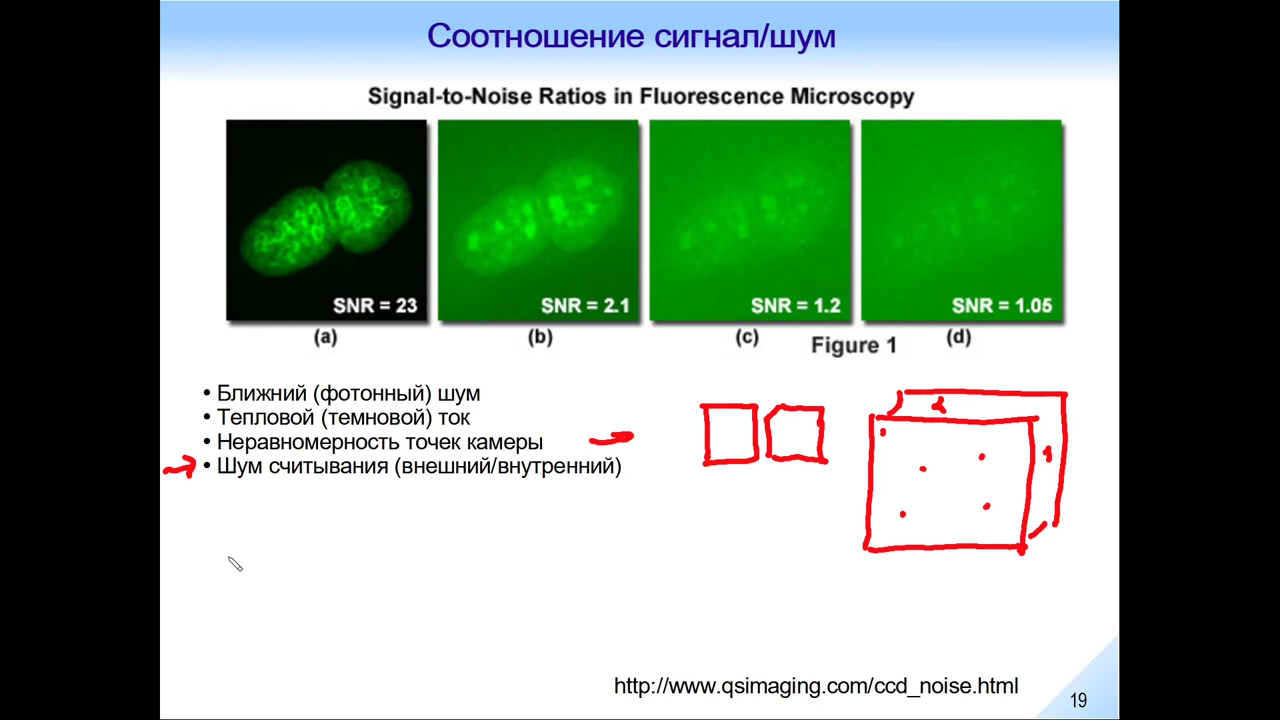 Соотношение сигнал/шум
Signal-to-Noise Ratios in Fluorescence Microscopy
SNR = 23
SNR = 2.1
SNR = 1.2
SNR = 1.05
(a)
(b)
(c)
(d)
Figure 1
• Ближний (фотонный) шум
• Тепловой (темновой) ток
• Неравномерность точек камеры
• Шум считывания (внешний/внутренний)
http://www.qsimaging.com/ccd_noise.html
19